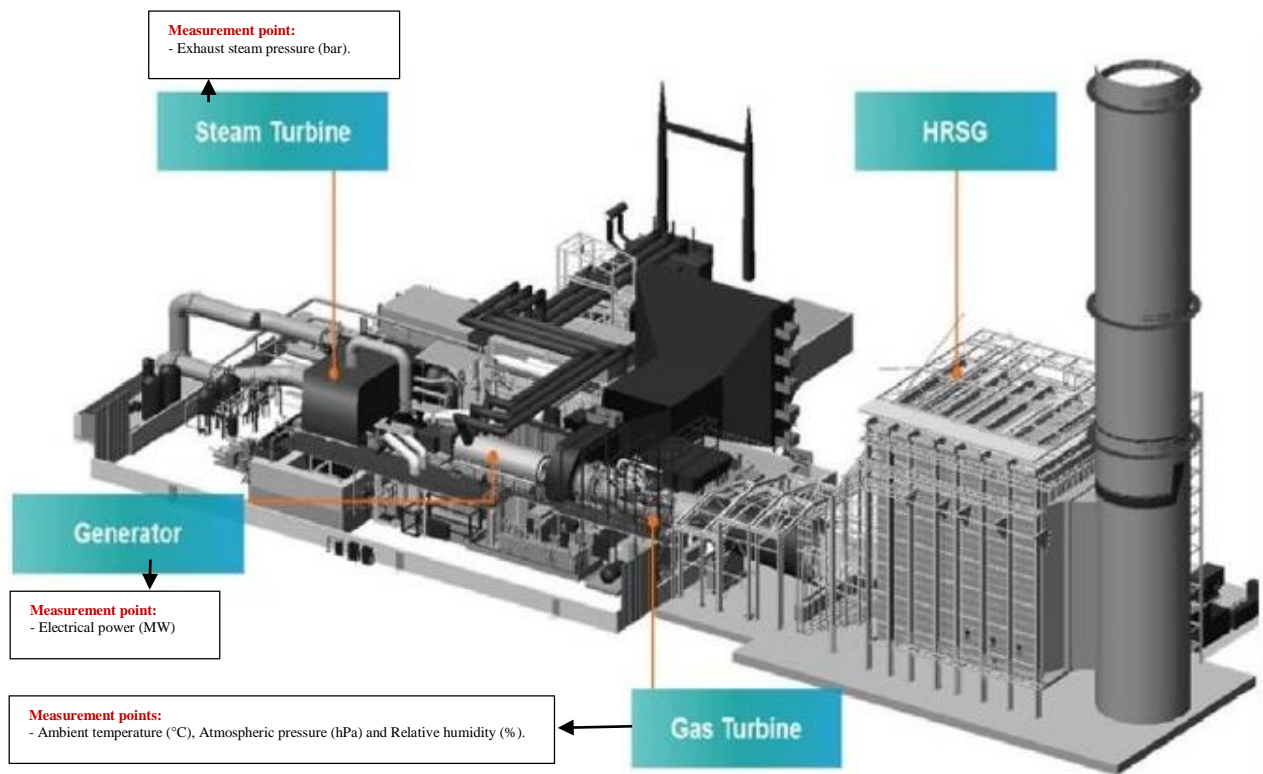 Measurement point:
- Exhaust steam pressure (bar).
Steam Turbine
HRSG
Generator
Measurement point:
- Electrical power (MW)
Measurement points:
- Ambient temperature (°C), Atmospheric pressure (hPa) and Relative humidity (%).
Gas Turbine